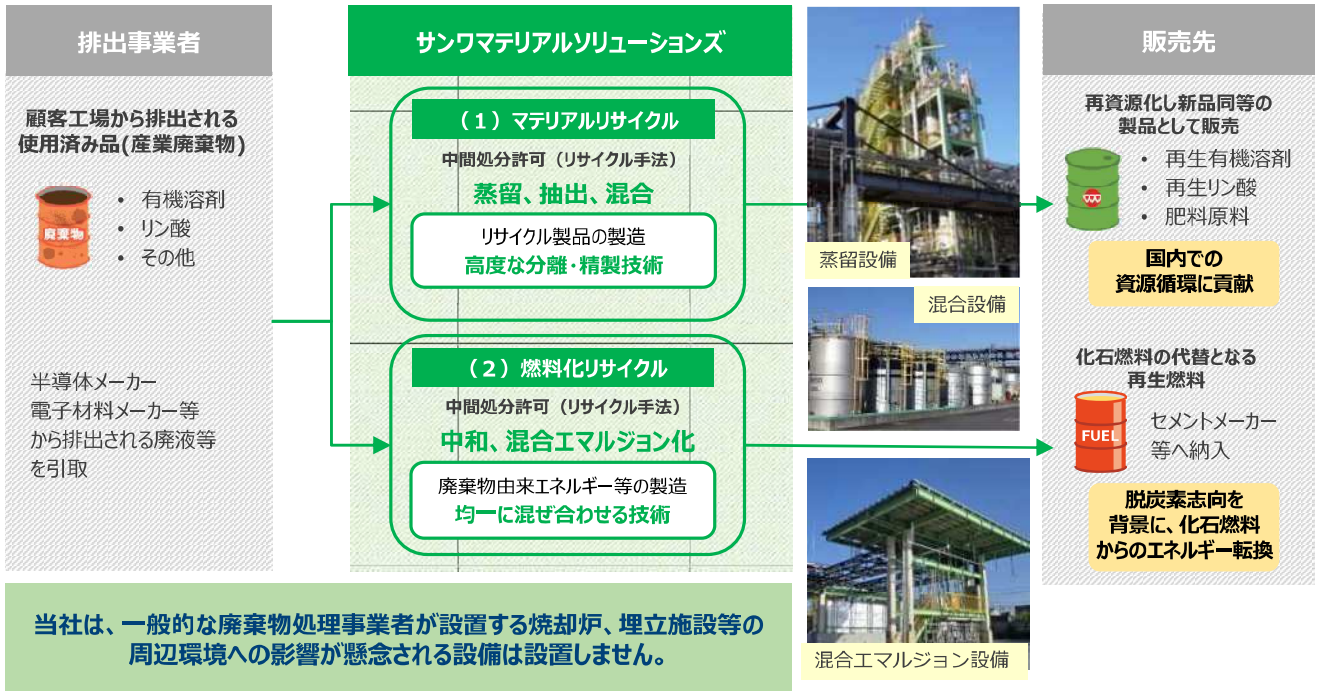 排出事業者
顧客工場から排出される
使用済み品(産業廃棄物)
廃棄物
• 有機溶剤
• リン酸
• その他
半導体メーカー
電子材料メーカー等
から排出される廃液等
を引取
サンワマテリアルソリューションズ
(1)マテリアルリサイクル
中間処分許可(リサイクル手法)
蒸留、抽出、混合
リサイクル製品の製造
高度な分離・精製技術
(2)燃料化リサイクル
中間処分許可(リサイクル手法)
中和、混合エマルジョン化
廃棄物由来エネルギー等の製造
均一に混ぜ合わせる技術
蒸留設備
混合設備
混合エマルジョン設備
販売先
再資源化し新品同等の
製品として販売
• 再生有機溶剤
• 再生リン酸
• 肥料原料
国内での
資源循環に貢献
化石燃料の代替となる
再生燃料
FUEL
セメントメーカー
等へ納入
脱炭素志向を
背景に、化石燃料
からのエネルギー転換
当社は、一般的な廃棄物処理事業者が設置する焼却炉、埋立施設等の
周辺環境への影響が懸念される設備は設置しません。